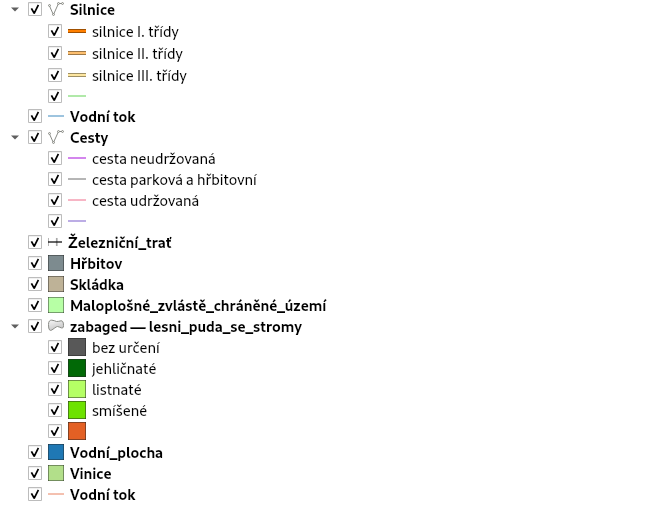 Silnice
silnice I. třídy
silnice II. třídy
silnice III. třídy
Vodní tok
Cesty
cesta neudržovaná
cesta parková a hřbitovní
cesta udržovaná
Železniční_trať
Hřbitov
Skládka
Maloplošné_zvlástě_chráněné_území
zabaged — lesni_puda_se_stromy
bez určení
jehličnaté
listnaté
smíšené
Vodní_plocha
Vinice
Vodní tok